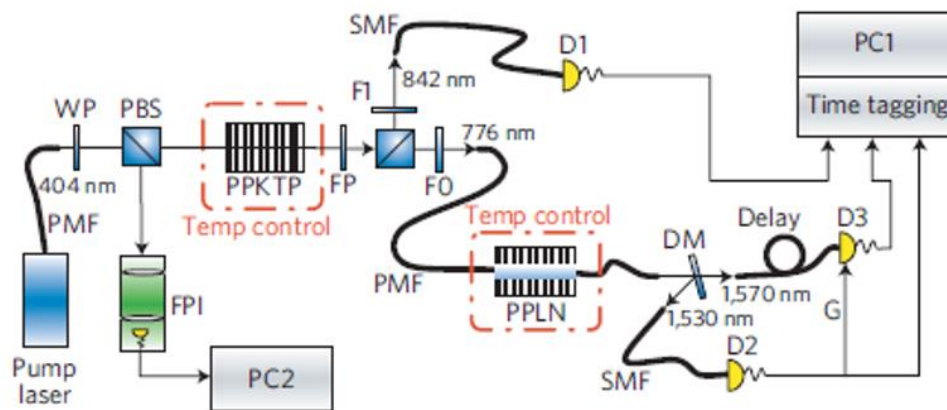 SMF
D1
PC1
842 nm
F1
Time tagging
WP
PBS
776 nm
404 nm
PPKTP
FP
F0
Temp control
Temp control
Delay
D3
PMF
DM
FPI
PMF
PPLN
1,570 nm
1,530 nm
G
D2
Pump
laser
PC2
SMF